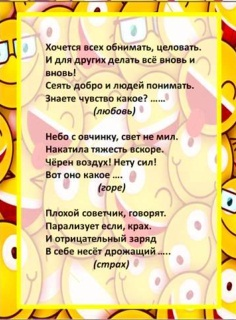 Хочется всех обнимать, целовать.
И для других делать всё вновь и
вновь!
Сеять добро и людей понимать.
Знаете чувство какое? ......
(любовь)
Небо с овчинку, свет не мил.
Накатила тяжесть вскоре.
Чёрен воздух! Нету сил!
Вот оно какое ....
(горе)
Плохой советчик, говорят.
Парализует если, крах.
И отрицательный заряд
В себе несёт дрожащий .....
(страх)